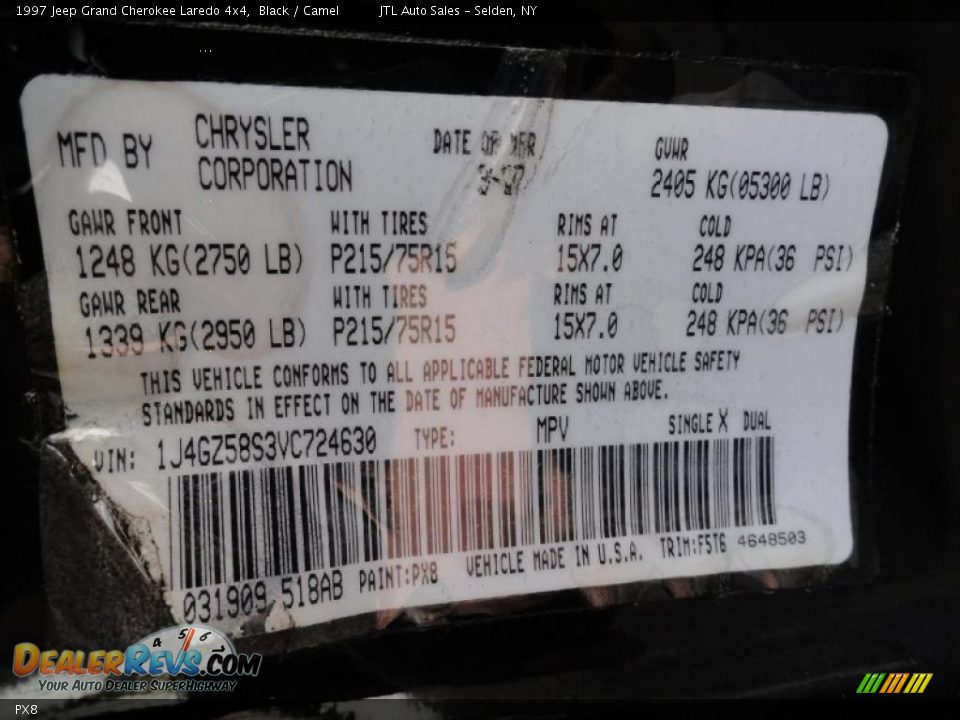 1997 Jeep Grand Cherokee Laredo 4x4, Black / Camel JTL Auto Sales - Selden, NY
MFD BY CHRYSLER CORPORATION DATE OF MFR 3-97 GVWR 2405 KG(05300 LB)
GAWR FRONT WITH TIRES RIMS AT COLD
1248 KG(2750 LB) P215/75R15 15X7.0 248 KPA(36 PSI)
GAWR REAR WITH TIRES RIMS AT COLD
1339 KG(2950 LB) P215/75R15 15X7.0 248 KPA(36 PSI)
THIS VEHICLE CONFORMS TO ALL APPLICABLE FEDERAL MOTOR VEHICLE SAFETY
STANDARDS IN EFFECT ON THE DATE OF MANUFACTURE SHOWN ABOVE.
VIN: 1J4GZ58S3VC724630 TYPE: MPV SINGLE X DUAL
031909 518AB PAINT:PX8 VEHICLE MADE IN U.S.A. TRIM:F5T6 4648503
4 5 6
DEALERREVS.COM
YOUR AUTO DEALER SUPERHIGHWAY
PX8